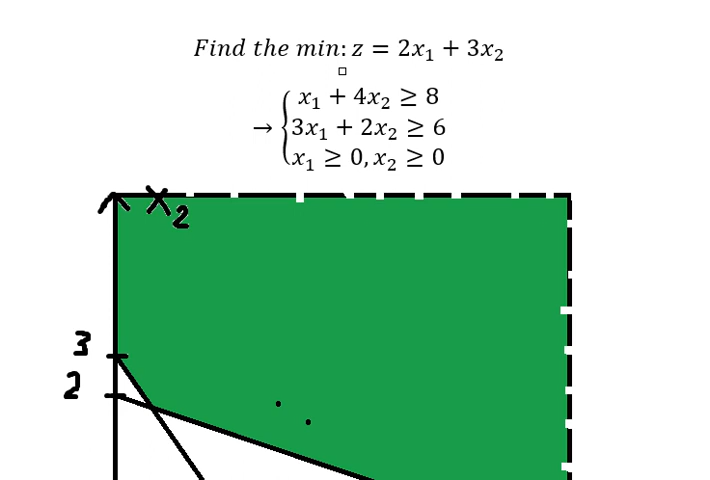 Find the min: z = 2x₁ + 3x₂
→ { x₁ + 4x₂ ≥ 8
3x₁ + 2x₂ ≥ 6
x₁ ≥ 0, x₂ ≥ 0
x₂
3
2